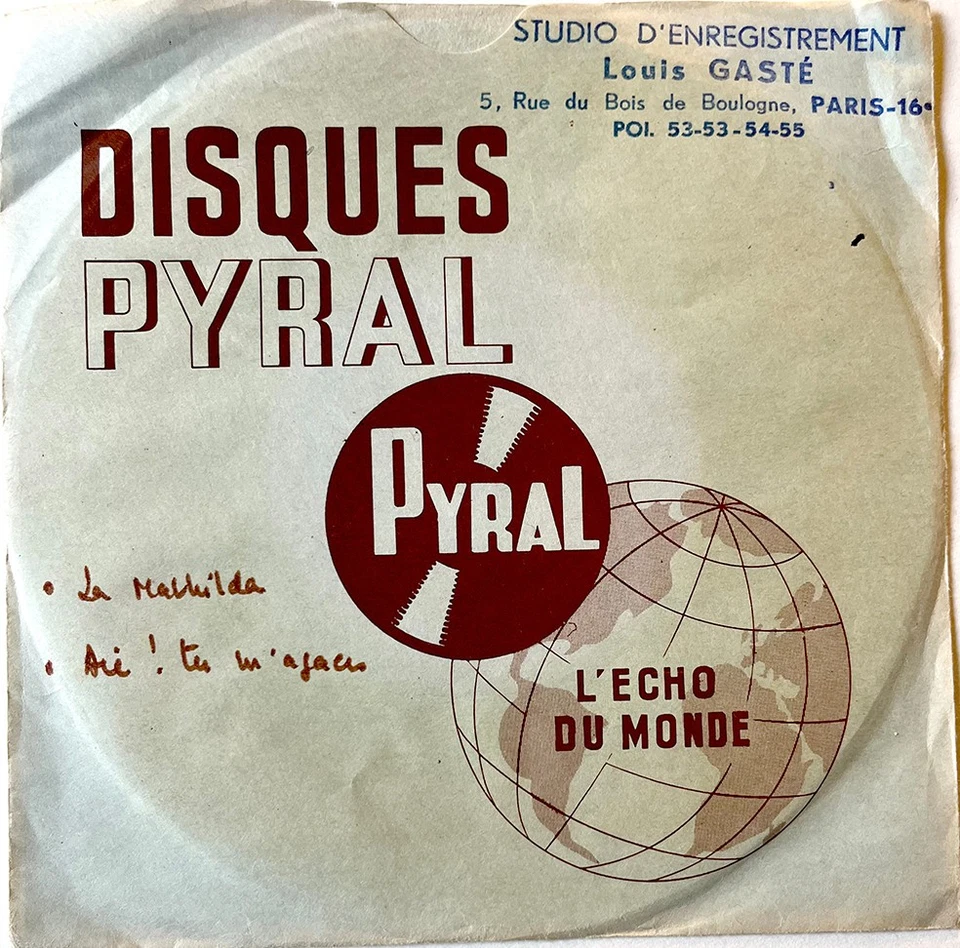 STUDIO D'ENREGISTREMENT
Louis GASTÉ
5, Rue du Bois de Boulogne, PARIS-16e
POI. 53-53 - 54-55
DISQUES
PYRAL
PYRAL
• La Mathilda
• Aïe ! tu m'agaces
L'ECHO
DU MONDE